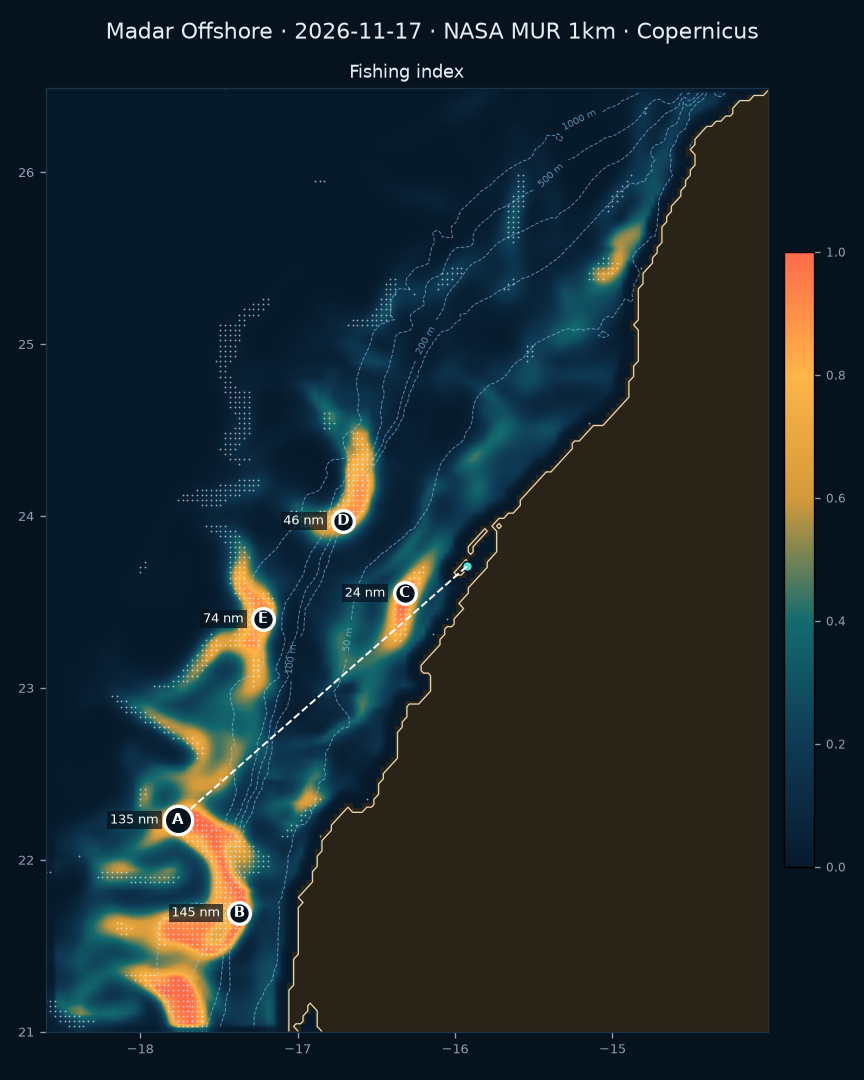 Madar Offshore · 2026-11-17 · NASA MUR 1km · Copernicus
Fishing index
1000 m
500 m
200 m
100 m
50 m
46 nm D
24 nm C
74 nm E
135 nm A
145 nm B
26
25
24
23
22
21
−18
−17
−16
−15
1.0
0.8
0.6
0.4
0.2
0.0